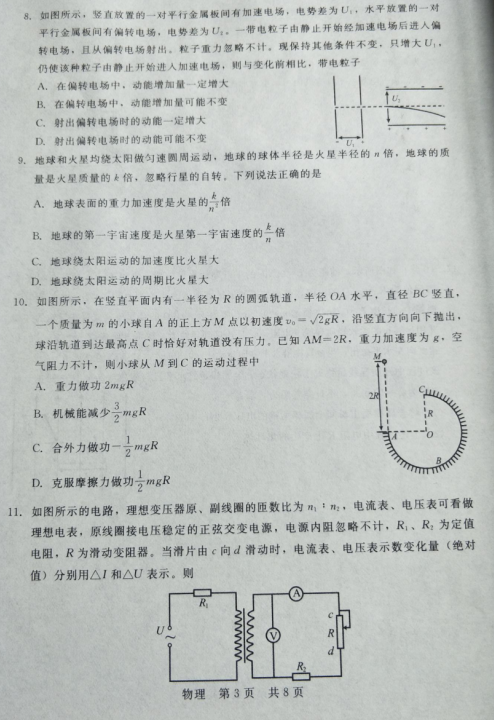 8. 如图所示，竖直放置的一对平行金属板间有加速电场，电势差为U₁，水平放置的一对
平行金属板间有偏转电场，电势差为U₂。一带电粒子由静止开始经加速电场后进入偏
转电场，且从偏转电场射出。粒子重力忽略不计。现保持其他条件不变，只增大U₁，
仍使该种粒子由静止开始进入加速电场，则与变化前相比，带电粒子
A. 在偏转电场中，动能增加量一定增大
B. 在偏转电场中，动能增加量可能不变
C. 射出偏转电场时的动能一定增大
D. 射出偏转电场时的动能可能不变
U₂
U₁
9. 地球和火星均绕太阳做匀速圆周运动，地球的球体半径是火星半径的n倍，地球的质
量是火星质量的k倍，忽略行星的自转。下列说法正确的是
A. 地球表面的重力加速度是火星的k/n²倍
B. 地球的第一宇宙速度是火星第一宇宙速度的k/n倍
C. 地球绕太阳运动的加速度比火星大
D. 地球绕太阳运动的周期比火星大
10. 如图所示，在竖直平面内有一半径为R的圆弧轨道，半径OA水平，直径BC竖直，
一个质量为m的小球自A的正上方M点以初速度v₀=√2gR，沿竖直方向向下抛出，
球沿轨道到达最高点C时恰好对轨道没有压力。已知AM=2R，重力加速度为g，空
气阻力不计，则小球从M到C的运动过程中
A. 重力做功2mgR
B. 机械能减少3/2mgR
C. 合外力做功-1/2mgR
D. 克服摩擦力做功1/2mgR
M
2R
C
R
A
O
B
11. 如图所示的电路，理想变压器原、副线圈的匝数比为n₁∶n₂，电流表、电压表可看做
理想电表，原线圈接电压稳定的正弦交变电源，电源内阻忽略不计，R₁、R₂为定值
电阻，R为滑动变阻器。当滑片由c向d滑动时，电流表、电压表示数变化量（绝对
值）分别用△I和△U表示。则
R₁
A
U
~
V
c
R
d
R₂
物理 第3页 共8页